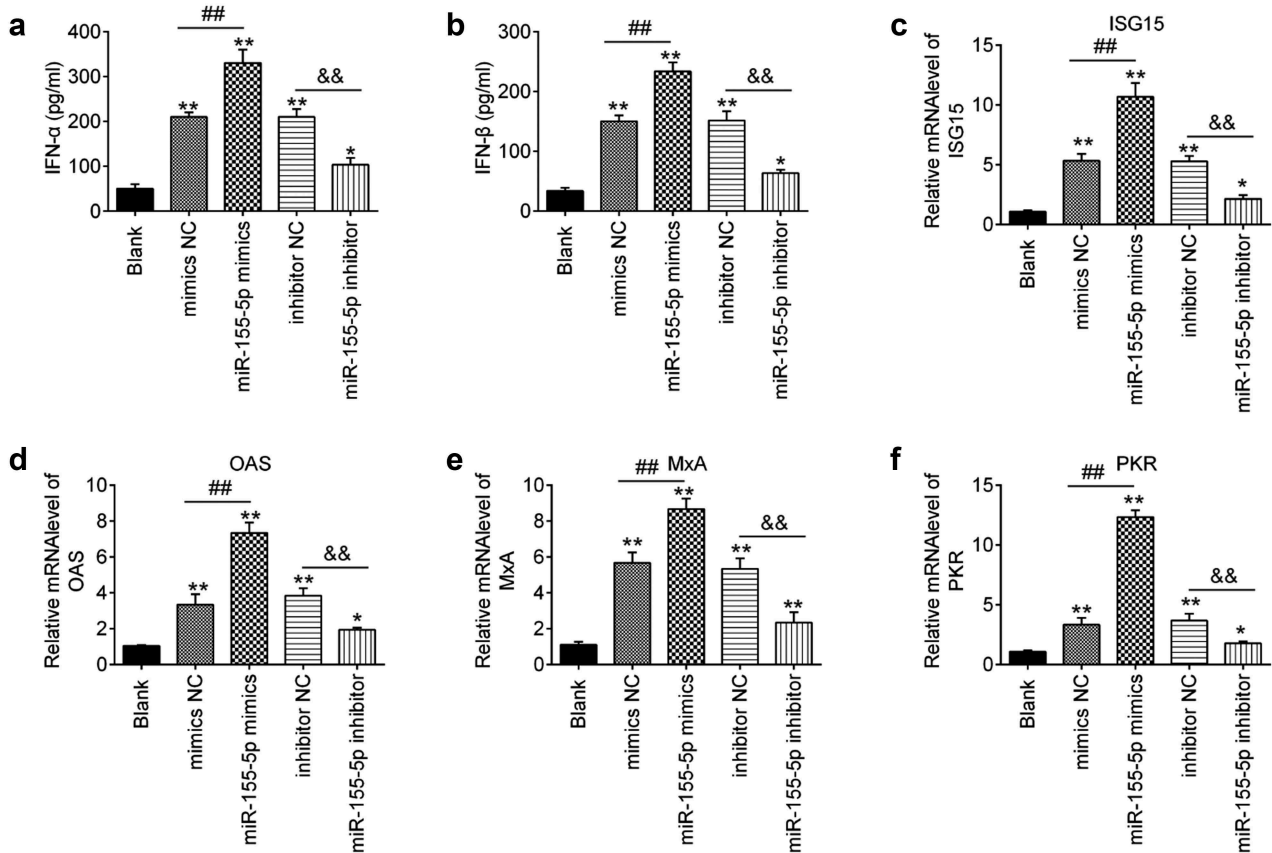 a
IFN-α (pg/ml)
400
300
200
100
0
##
**
**
**
&&
*
Blank
mimics NC
miR-155-5p mimics
inhibitor NC
miR-155-5p inhibitor
b
IFN-β (pg/ml)
300
200
100
0
##
**
**
**
&&
*
Blank
mimics NC
miR-155-5p mimics
inhibitor NC
miR-155-5p inhibitor
c
ISG15
Relative mRNAlevel of
ISG15
15
10
5
0
##
**
**
**
&&
*
Blank
mimics NC
miR-155-5p mimics
inhibitor NC
miR-155-5p inhibitor
d
OAS
Relative mRNAlevel of
OAS
10
8
6
4
2
0
##
**
**
**
&&
*
Blank
mimics NC
miR-155-5p mimics
inhibitor NC
miR-155-5p inhibitor
e
MxA
Relative mRNAlevel of
MxA
10
8
6
4
2
0
##
**
**
**
&&
**
Blank
mimics NC
miR-155-5p mimics
inhibitor NC
miR-155-5p inhibitor
f
PKR
Relative mRNAlevel of
PKR
15
10
5
0
##
**
**
**
&&
*
Blank
mimics NC
miR-155-5p mimics
inhibitor NC
miR-155-5p inhibitor